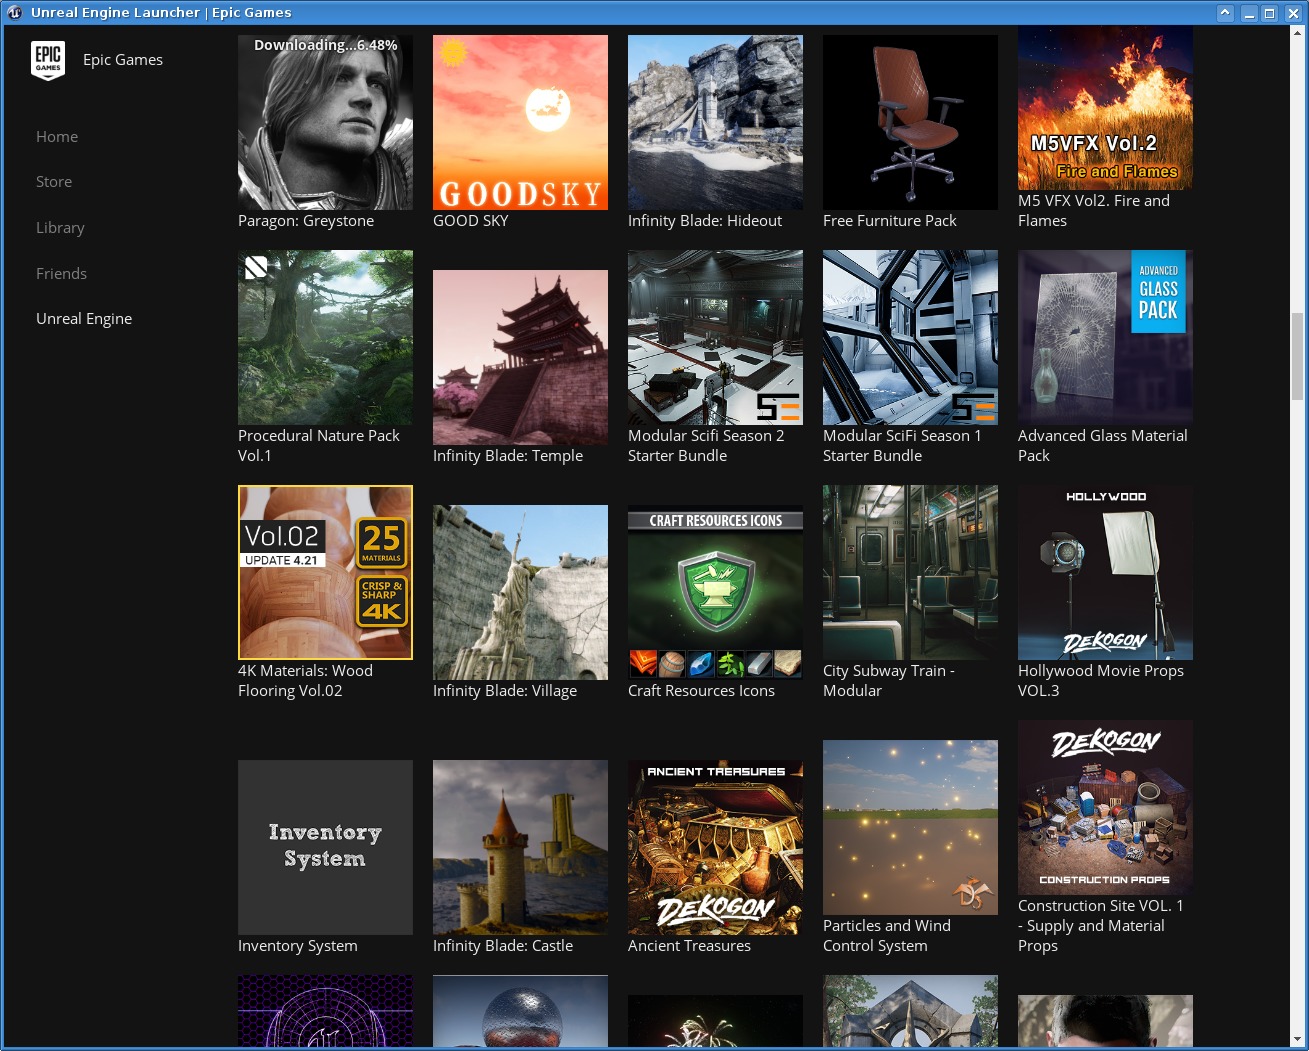 Unreal Engine Launcher | Epic Games
EPIC
GAMES
Epic Games
Home
Store
Library
Friends
Unreal Engine
Downloading...6.48%
Paragon: Greystone
GOODSKY
GOOD SKY
Infinity Blade: Hideout
Free Furniture Pack
M5VFX Vol.2
Fire and Flames
M5 VFX Vol2. Fire and
Flames
Procedural Nature Pack
Vol.1
Infinity Blade: Temple
Modular Scifi Season 2
Starter Bundle
Modular SciFi Season 1
Starter Bundle
ADVANCED
GLASS
PACK
Advanced Glass Material
Pack
Vol.02
UPDATE 4.21
25
MATERIALS
CRISP &
SHARP
4K
4K Materials: Wood
Flooring Vol.02
Infinity Blade: Village
CRAFT RESOURCES ICONS
Craft Resources Icons
City Subway Train -
Modular
HOLLYWOOD
DEKOGON
Hollywood Movie Props
VOL.3
Inventory
System
Inventory System
Infinity Blade: Castle
ANCIENT TREASURES
DEKOGON
Ancient Treasures
Particles and Wind
Control System
DEKOGON
CONSTRUCTION PROPS
Construction Site VOL. 1
- Supply and Material
Props